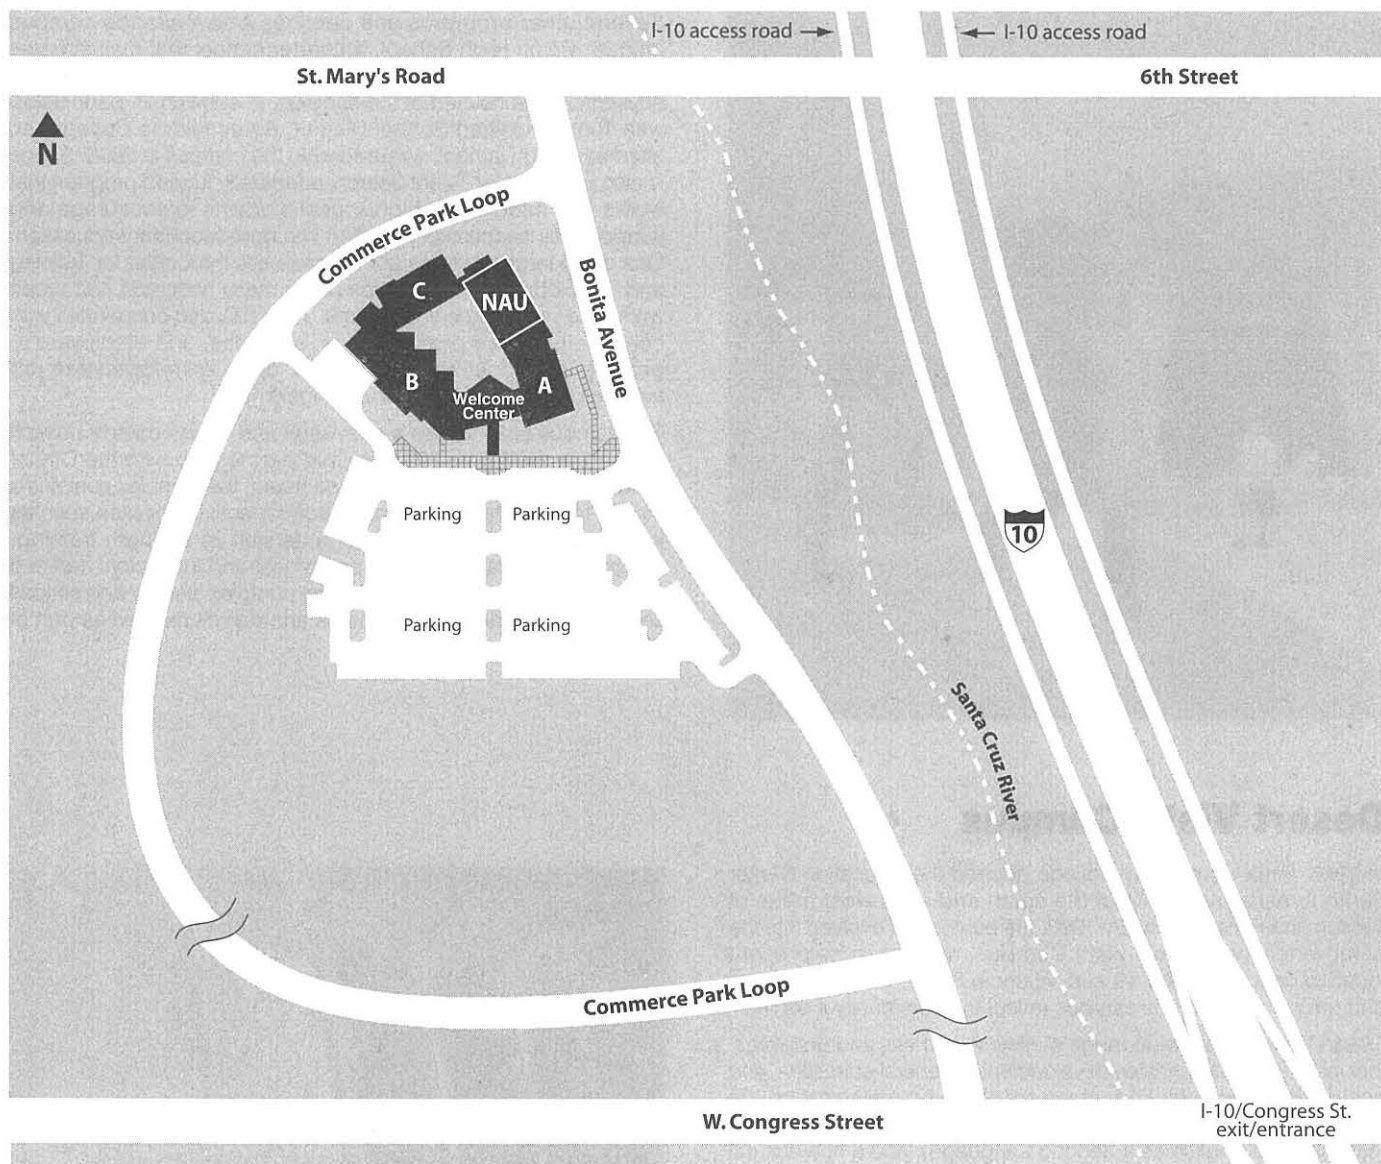 I-10 access road
I-10 access road
St. Mary's Road
6th Street
N
Commerce Park Loop
Bonita Avenue
C
NAU
B
A
Welcome
Center
Parking
Parking
10
Parking
Parking
Santa Cruz River
Commerce Park Loop
W. Congress Street
I-10/Congress St.
exit/entrance